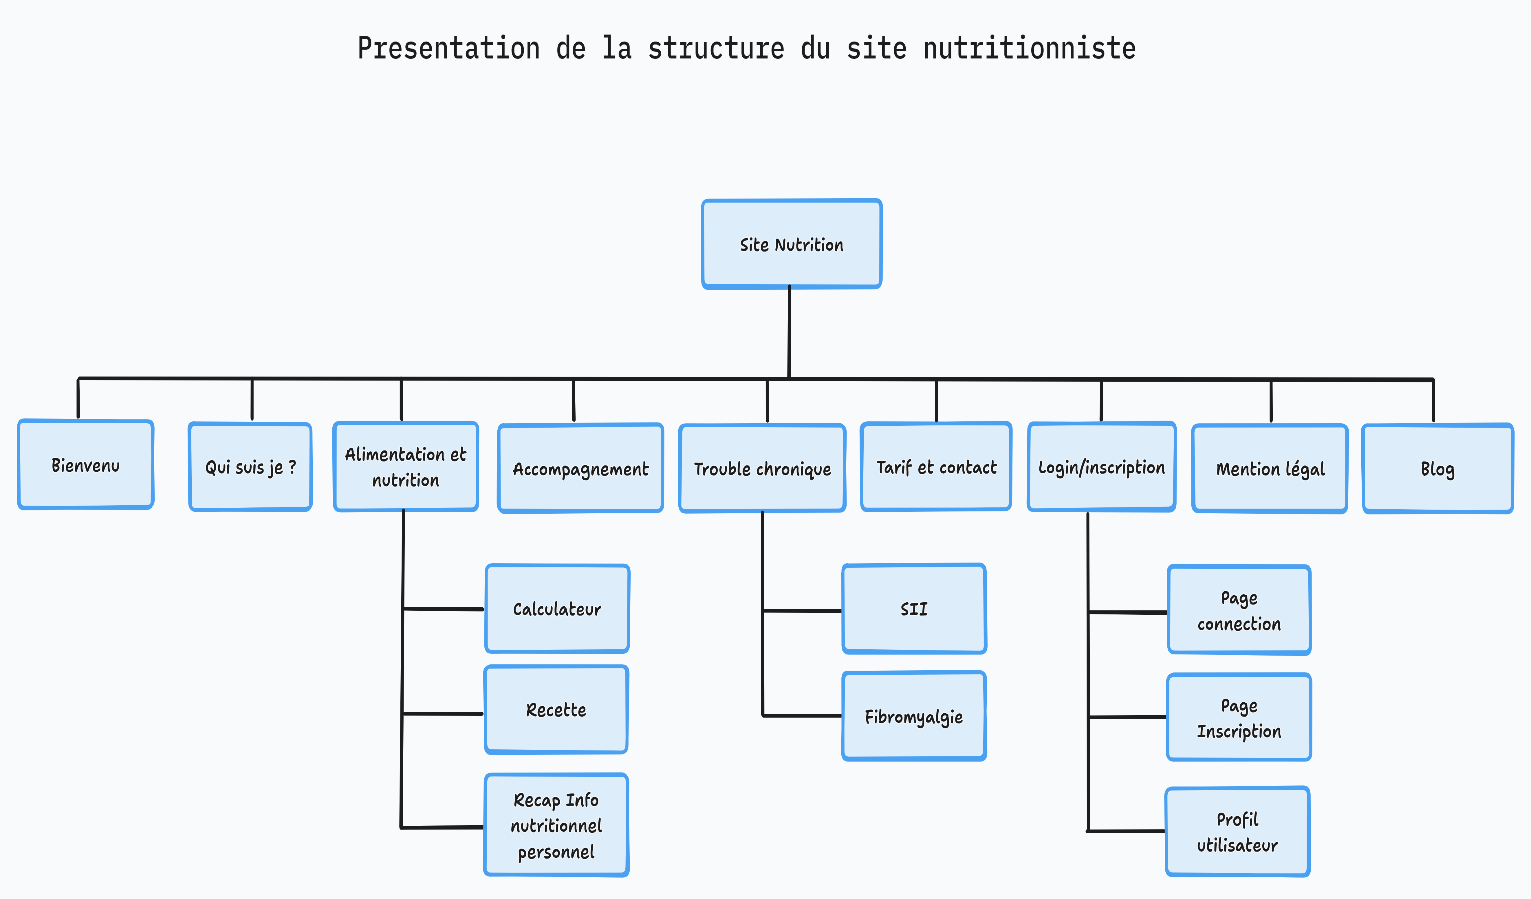 Presentation de la structure du site nutritionniste
Site Nutrition
Bienvenu
Qui suis je ?
Alimentation et
nutrition
Accompagnement
Trouble chronique
Tarif et contact
Login/inscription
Mention légal
Blog
Calculateur
Recette
Recap Info
nutritionnel
personnel
SII
Fibromyalgie
Page
connection
Page
Inscription
Profil
utilisateur